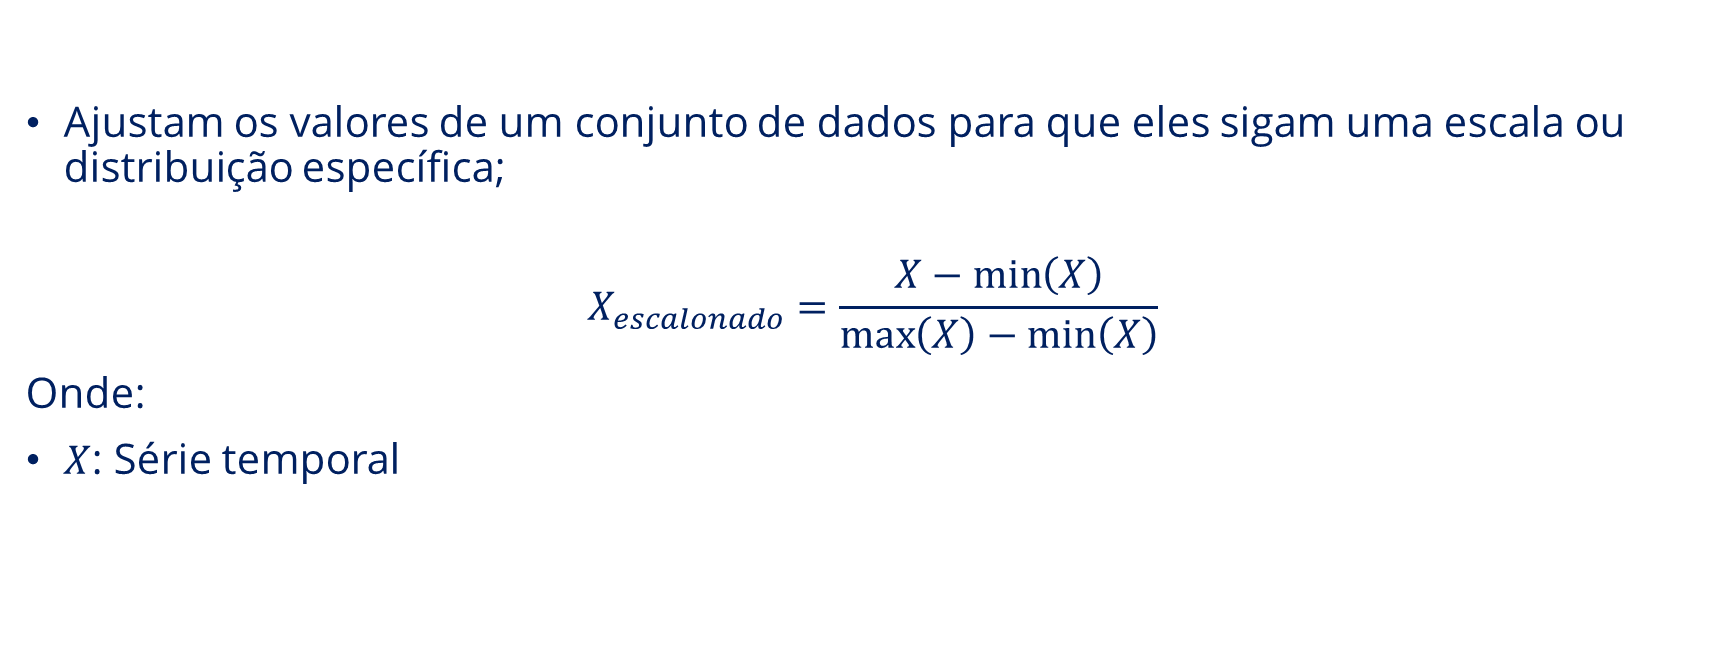 • Ajustam os valores de um conjunto de dados para que eles sigam uma escala ou
distribuição específica;
X_escalonado = (X − min(X)) / (max(X) − min(X))
Onde:
• X: Série temporal